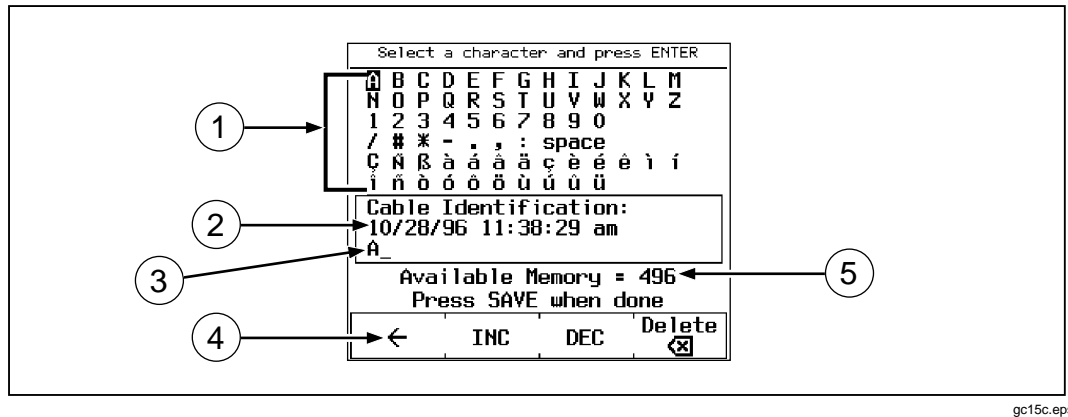 Select a character and press ENTER
A B C D E F G H I J K L M
N O P Q R S T U V W X Y Z
1 2 3 4 5 6 7 8 9 0
/ # * - . , : space
Ç Ñ ß à á â ä ç è é ê ì í
î ñ ò ó ô ö ù ú û ü
Cable Identification:
10/28/96 11:38:29 am
A_
Available Memory = 496
Press SAVE when done
← INC DEC Delete
1
2
3
4
5
gc15c.ep